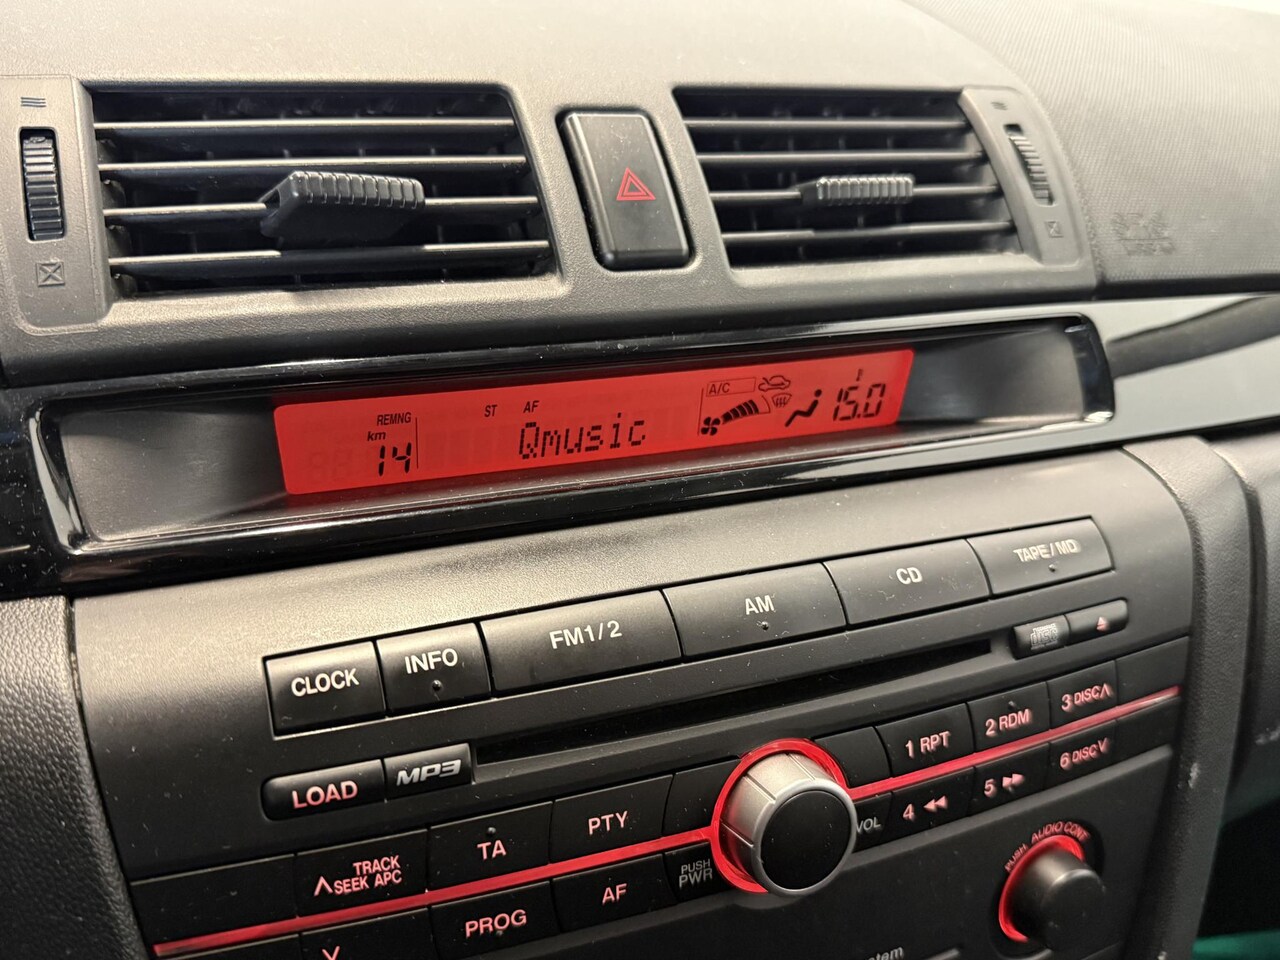 REMNG ST AF A/C
km
14 Qmusic 15.0
CLOCK INFO FM1/2 AM CD TAPE/MD
LOAD MP3
1 RPT 2 RDM 3 DISC
TRACK
SEEK APC
TA PTY
VOL 4 5 6 DISC
PROG AF PUSH
PWR
PUSH AUDIO CONT